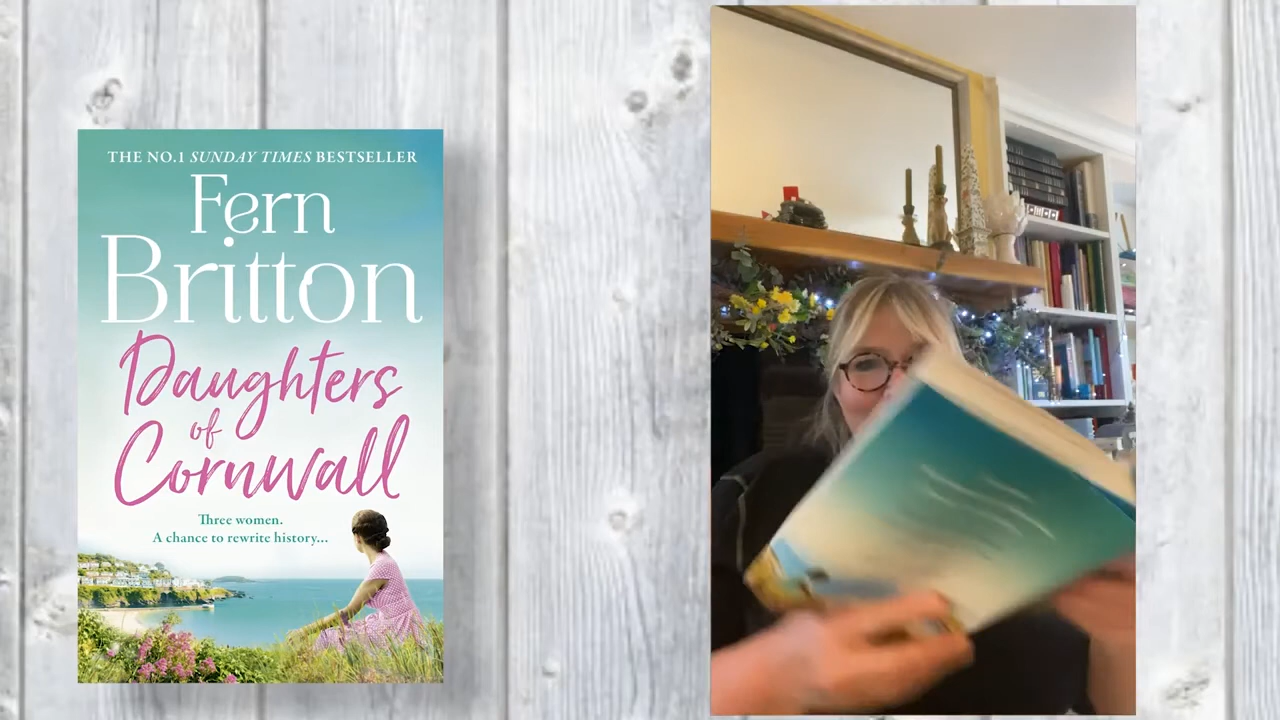 THE NO.1 SUNDAY TIMES BESTSELLER
Fern
Britton
Daughters
of
Cornwall
Three women.
A chance to rewrite history...